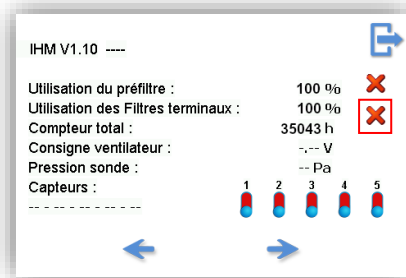 IHM V1.10 ----
Utilisation du préfiltre : 100 %
Utilisation des Filtres terminaux : 100 %
Compteur total : 35043 h
Consigne ventilateur : -.-- V
Pression sonde : -- Pa
Capteurs : 1 2 3 4 5
-- - -- - -- - -- - --